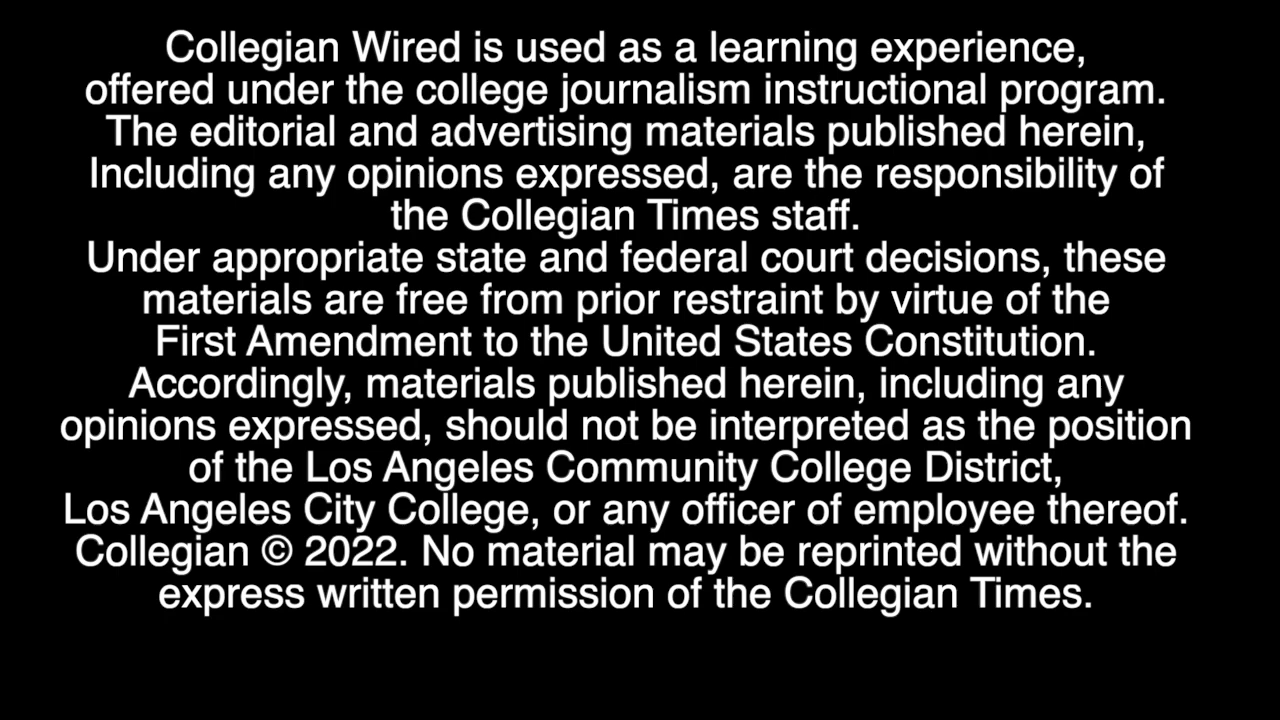 Collegian Wired is used as a learning experience,
offered under the college journalism instructional program.
The editorial and advertising materials published herein,
Including any opinions expressed, are the responsibility of
the Collegian Times staff.
Under appropriate state and federal court decisions, these
materials are free from prior restraint by virtue of the
First Amendment to the United States Constitution.
Accordingly, materials published herein, including any
opinions expressed, should not be interpreted as the position
of the Los Angeles Community College District,
Los Angeles City College, or any officer of employee thereof.
Collegian © 2022. No material may be reprinted without the
express written permission of the Collegian Times.